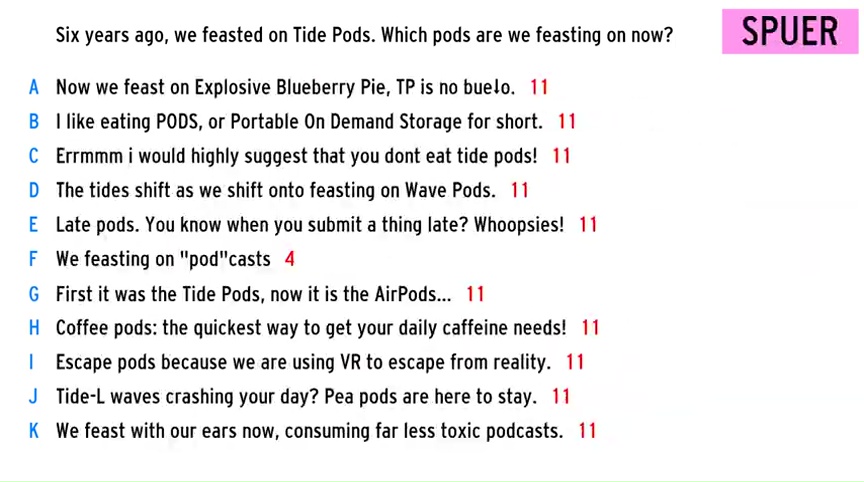 Six years ago, we feasted on Tide Pods. Which pods are we feasting on now?
SPUER
A Now we feast on Explosive Blueberry Pie, TP is no bueło. 11
B I like eating PODS, or Portable On Demand Storage for short. 11
C Errmmm i would highly suggest that you dont eat tide pods! 11
D The tides shift as we shift onto feasting on Wave Pods. 11
E Late pods. You know when you submit a thing late? Whoopsies! 11
F We feasting on "pod"casts 4
G First it was the Tide Pods, now it is the AirPods... 11
H Coffee pods: the quickest way to get your daily caffeine needs! 11
I Escape pods because we are using VR to escape from reality. 11
J Tide-L waves crashing your day? Pea pods are here to stay. 11
K We feast with our ears now, consuming far less toxic podcasts. 11